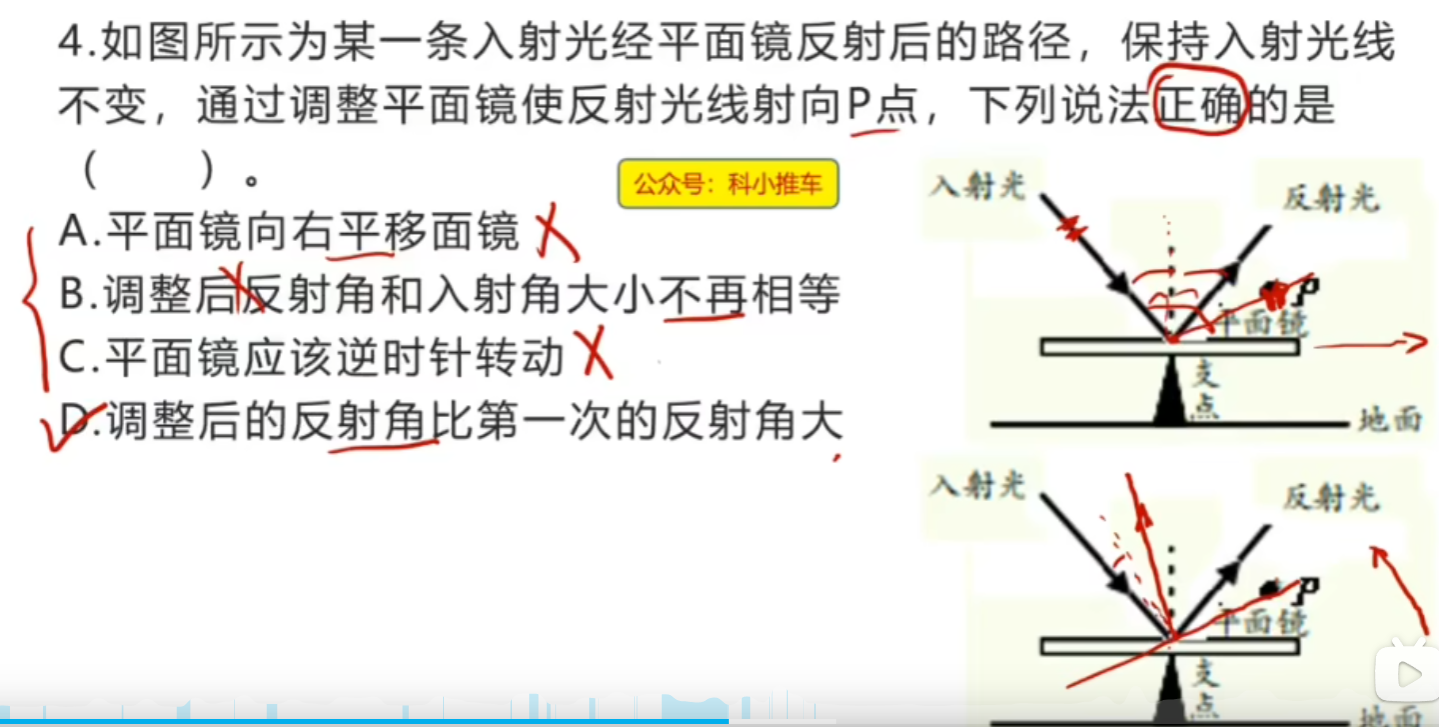 4.如图所示为某一条入射光经平面镜反射后的路径，保持入射光线
不变，通过调整平面镜使反射光线射向P点，下列说法正确的是
（　　）。
公众号：科小推车
A.平面镜向右平移面镜
B.调整后反射角和入射角大小不再相等
C.平面镜应该逆时针转动
D.调整后的反射角比第一次的反射角大
入射光
反射光
P
平面镜
支点
地面
入射光
反射光
P
平面镜
支点
地面